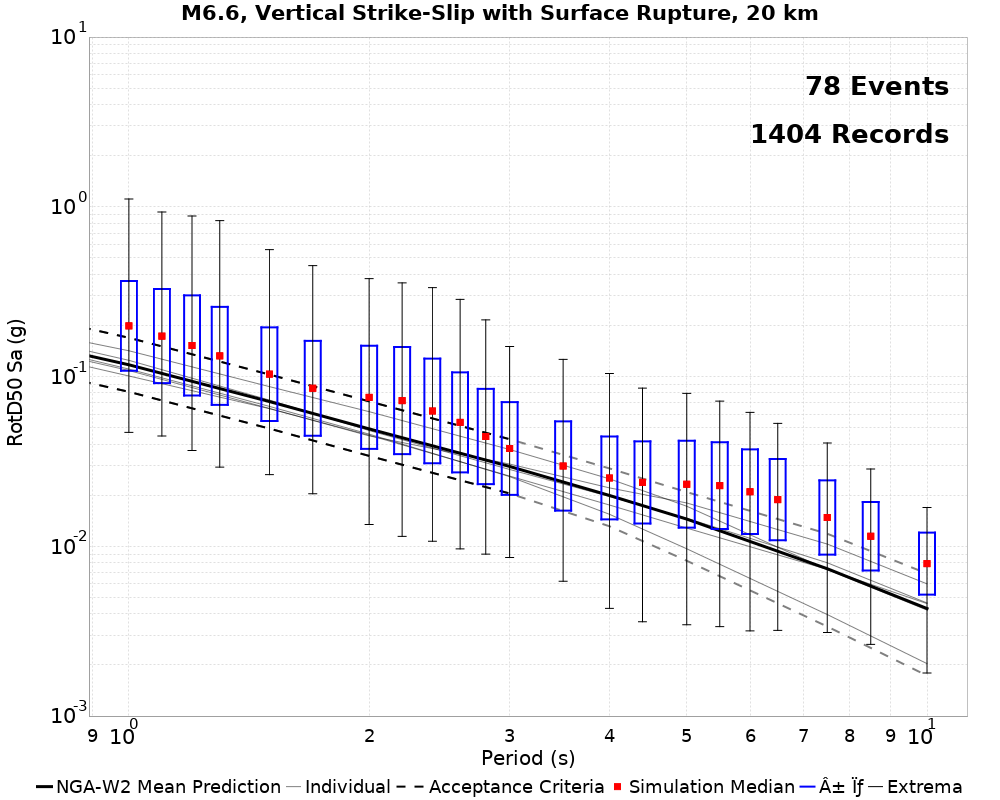 M6.6, Vertical Strike-Slip with Surface Rupture, 20 km
78 Events
1404 Records
RotD50 Sa (g)
10^1
10^0
10^-1
10^-2
10^-3
9 10^0 2 3 4 5 6 7 8 9 10^1
Period (s)
NGA-W2 Mean Prediction Individual Acceptance Criteria Simulation Median Â± Ïƒ Extrema